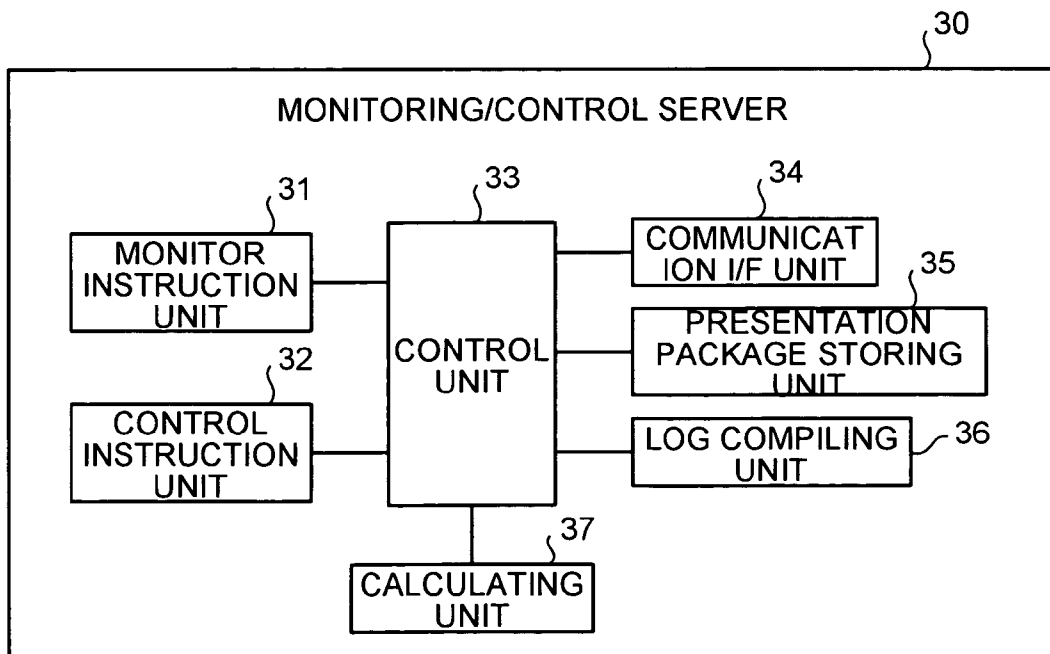 30
MONITORING/CONTROL SERVER
31
MONITOR
INSTRUCTION
UNIT
32
CONTROL
INSTRUCTION
UNIT
33
CONTROL
UNIT
34
COMMUNICAT
ION I/F UNIT
35
PRESENTATION
PACKAGE STORING
UNIT
LOG COMPILING
UNIT
36
37
CALCULATING
UNIT